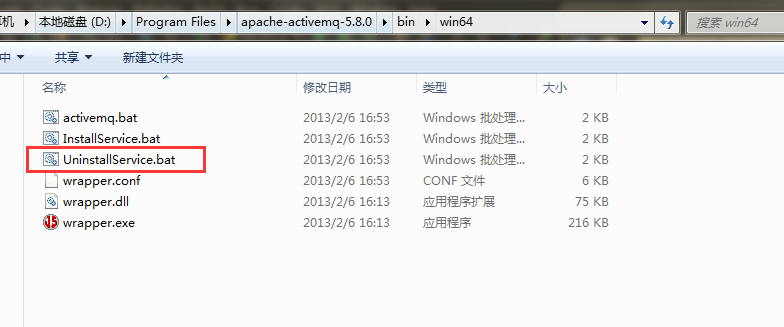 机 ▸ 本地磁盘 (D:) ▸ Program Files ▸ apache-activemq-5.8.0 ▸ bin ▸ win64 搜索 win64
中 共享 新建文件夹
名称 修改日期 类型 大小
activemq.bat 2013/2/6 16:53 Windows 批处理... 2 KB
InstallService.bat 2013/2/6 16:53 Windows 批处理... 2 KB
UninstallService.bat 2013/2/6 16:53 Windows 批处理... 2 KB
wrapper.conf 2013/2/6 16:53 CONF 文件 6 KB
wrapper.dll 2013/2/6 16:13 应用程序扩展 75 KB
wrapper.exe 2013/2/6 16:13 应用程序 216 KB